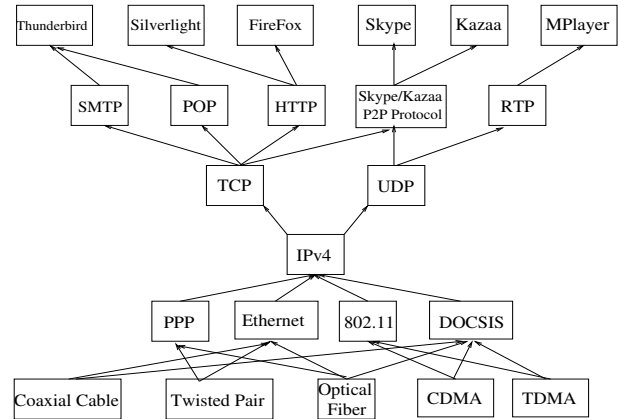 Thunderbird
Silverlight
FireFox
Skype
Kazaa
MPlayer
SMTP
POP
HTTP
Skype/Kazaa
P2P Protocol
RTP
TCP
UDP
IPv4
PPP
Ethernet
802.11
DOCSIS
Coaxial Cable
Twisted Pair
Optical
Fiber
CDMA
TDMA